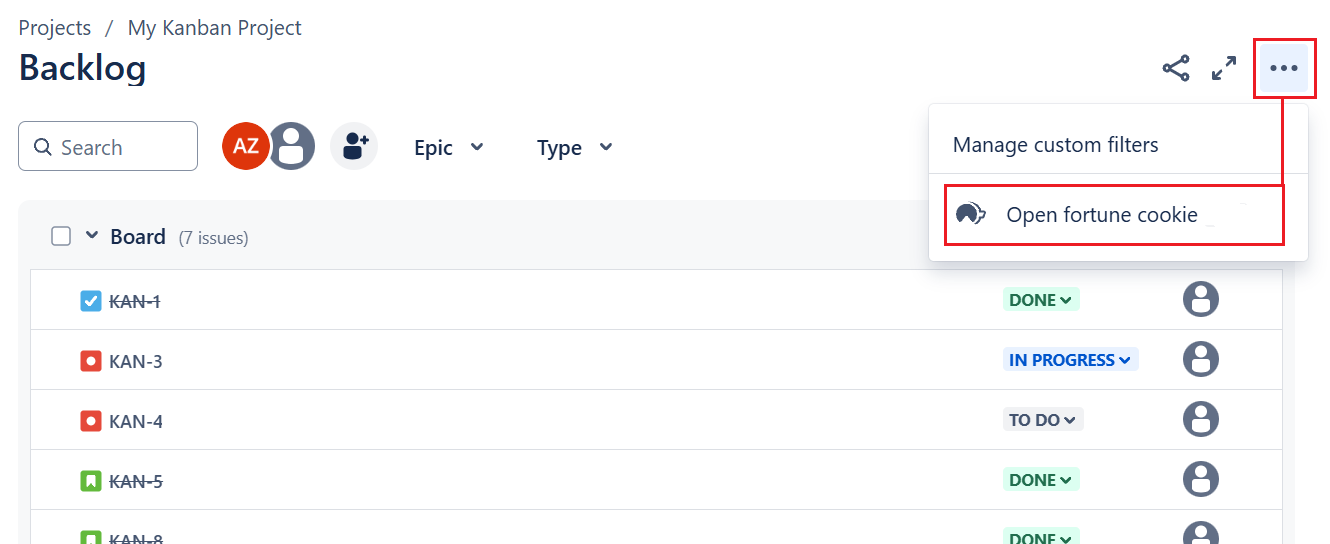 Projects / My Kanban Project
Backlog
Search
AZ
Epic
Type
Manage custom filters
Open fortune cookie
Board (7 issues)
KAN-1 DONE
KAN-3 IN PROGRESS
KAN-4 TO DO
KAN-5 DONE
KAN-8 DONE